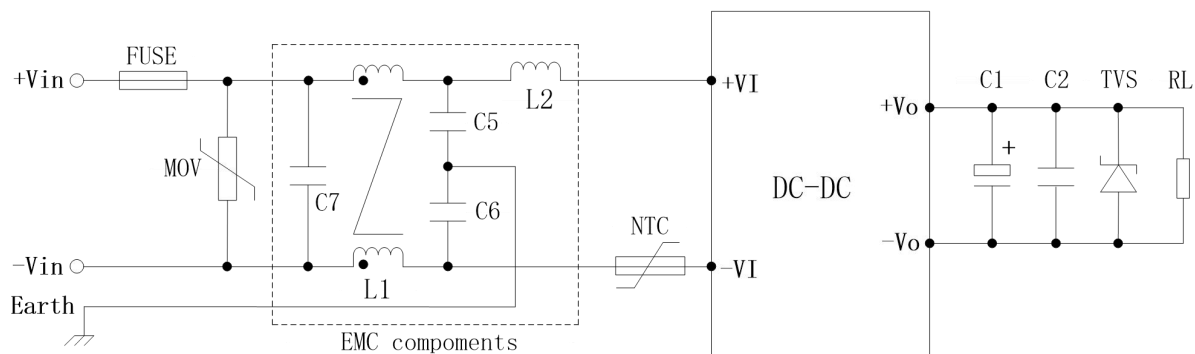 FUSE
+Vin
MOV
C7
C5
L2
C6
L1
-Vin
Earth
EMC compoments
NTC
+VI
-VI
DC-DC
+Vo
-Vo
C1
+
C2
TVS
RL